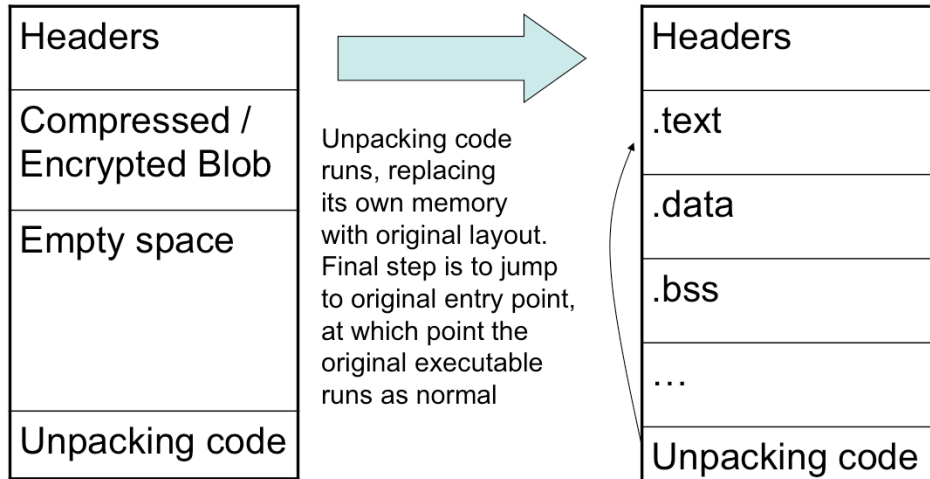 Headers
Compressed /
Encrypted Blob
Empty space
Unpacking code
Unpacking code
runs, replacing
its own memory
with original layout.
Final step is to jump
to original entry point,
at which point the
original executable
runs as normal
Headers
.text
.data
.bss
…
Unpacking code